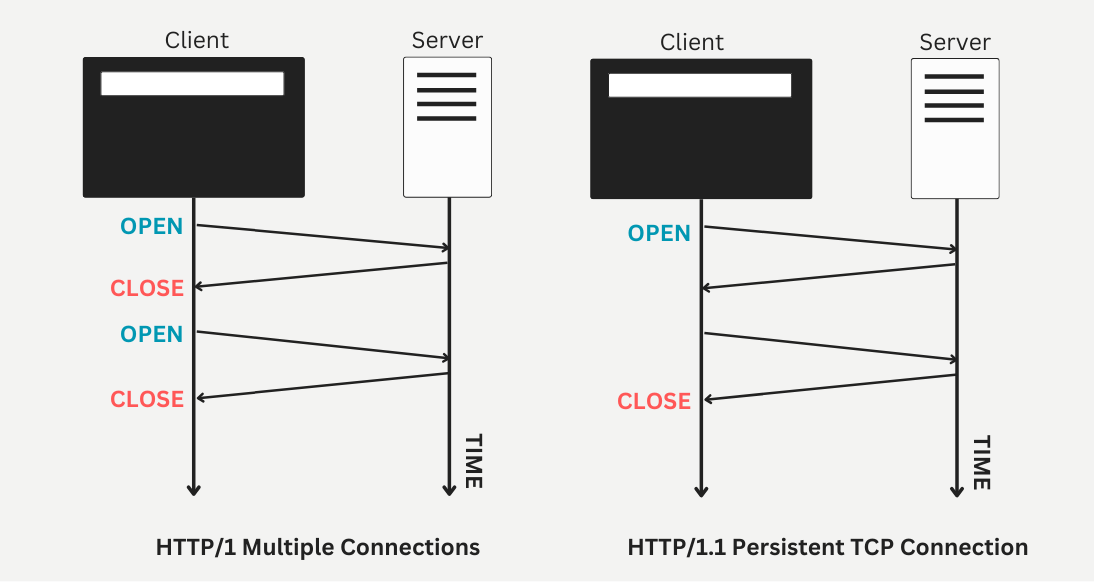 Client
Server
OPEN
CLOSE
OPEN
CLOSE
TIME
HTTP/1 Multiple Connections
Client
Server
OPEN
CLOSE
TIME
HTTP/1.1 Persistent TCP Connection